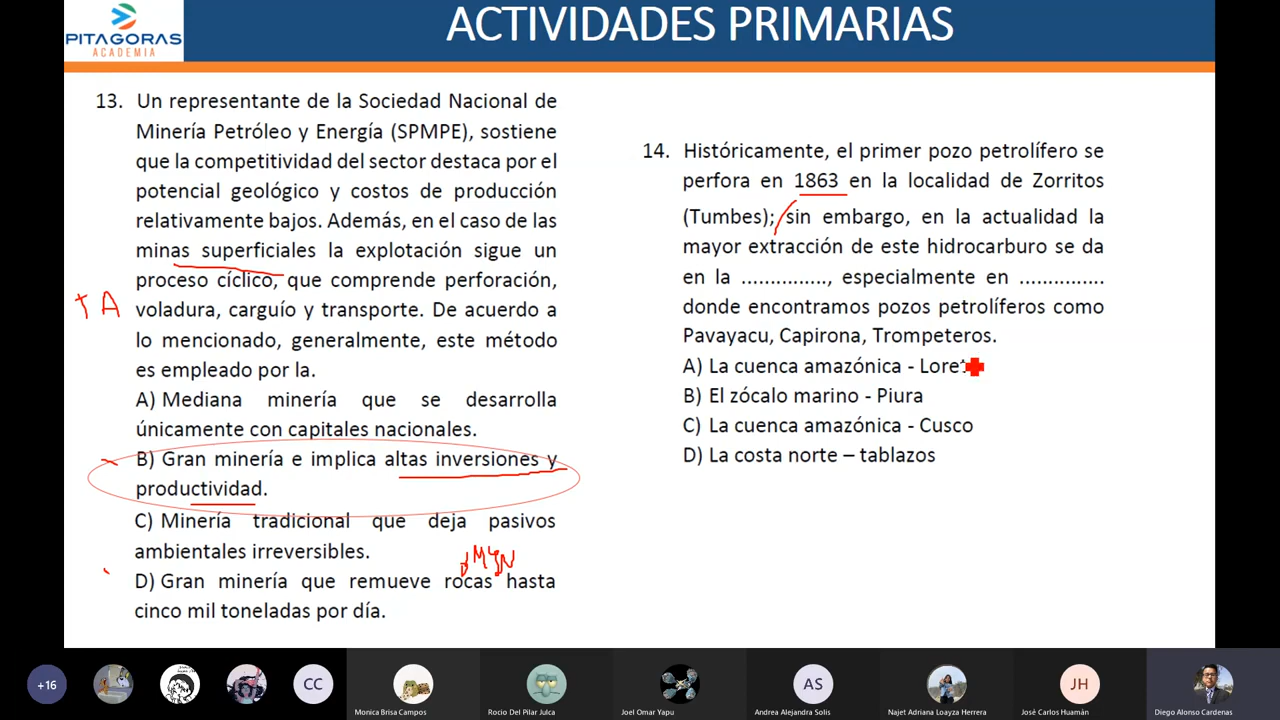 PITAGORAS
ACADEMIA
ACTIVIDADES PRIMARIAS
13. Un representante de la Sociedad Nacional de
Minería Petróleo y Energía (SPMPE), sostiene
que la competitividad del sector destaca por el
potencial geológico y costos de producción
relativamente bajos. Además, en el caso de las
minas superficiales la explotación sigue un
proceso cíclico, que comprende perforación,
voladura, carguío y transporte. De acuerdo a
lo mencionado, generalmente, este método
es empleado por la.
A) Mediana minería que se desarrolla
únicamente con capitales nacionales.
B) Gran minería e implica altas inversiones y
productividad.
C) Minería tradicional que deja pasivos
ambientales irreversibles.
D) Gran minería que remueve rocas hasta
cinco mil toneladas por día.
TA
14. Históricamente, el primer pozo petrolífero se
perfora en 1863 en la localidad de Zorritos
(Tumbes); sin embargo, en la actualidad la
mayor extracción de este hidrocarburo se da
en la ..............., especialmente en ...............
donde encontramos pozos petrolíferos como
Pavayacu, Capirona, Trompeteros.
A) La cuenca amazónica - Loret
B) El zócalo marino - Piura
C) La cuenca amazónica - Cusco
D) La costa norte – tablazos
+16
CC
Monica Brisa Campos
Rocio Del Pilar Julca
Joel Omar Yapu
AS
Andrea Alejandra Solis
Najet Adriana Loayza Herrera
JH
José Carlos Huamán
Diego Alonso Cardenas